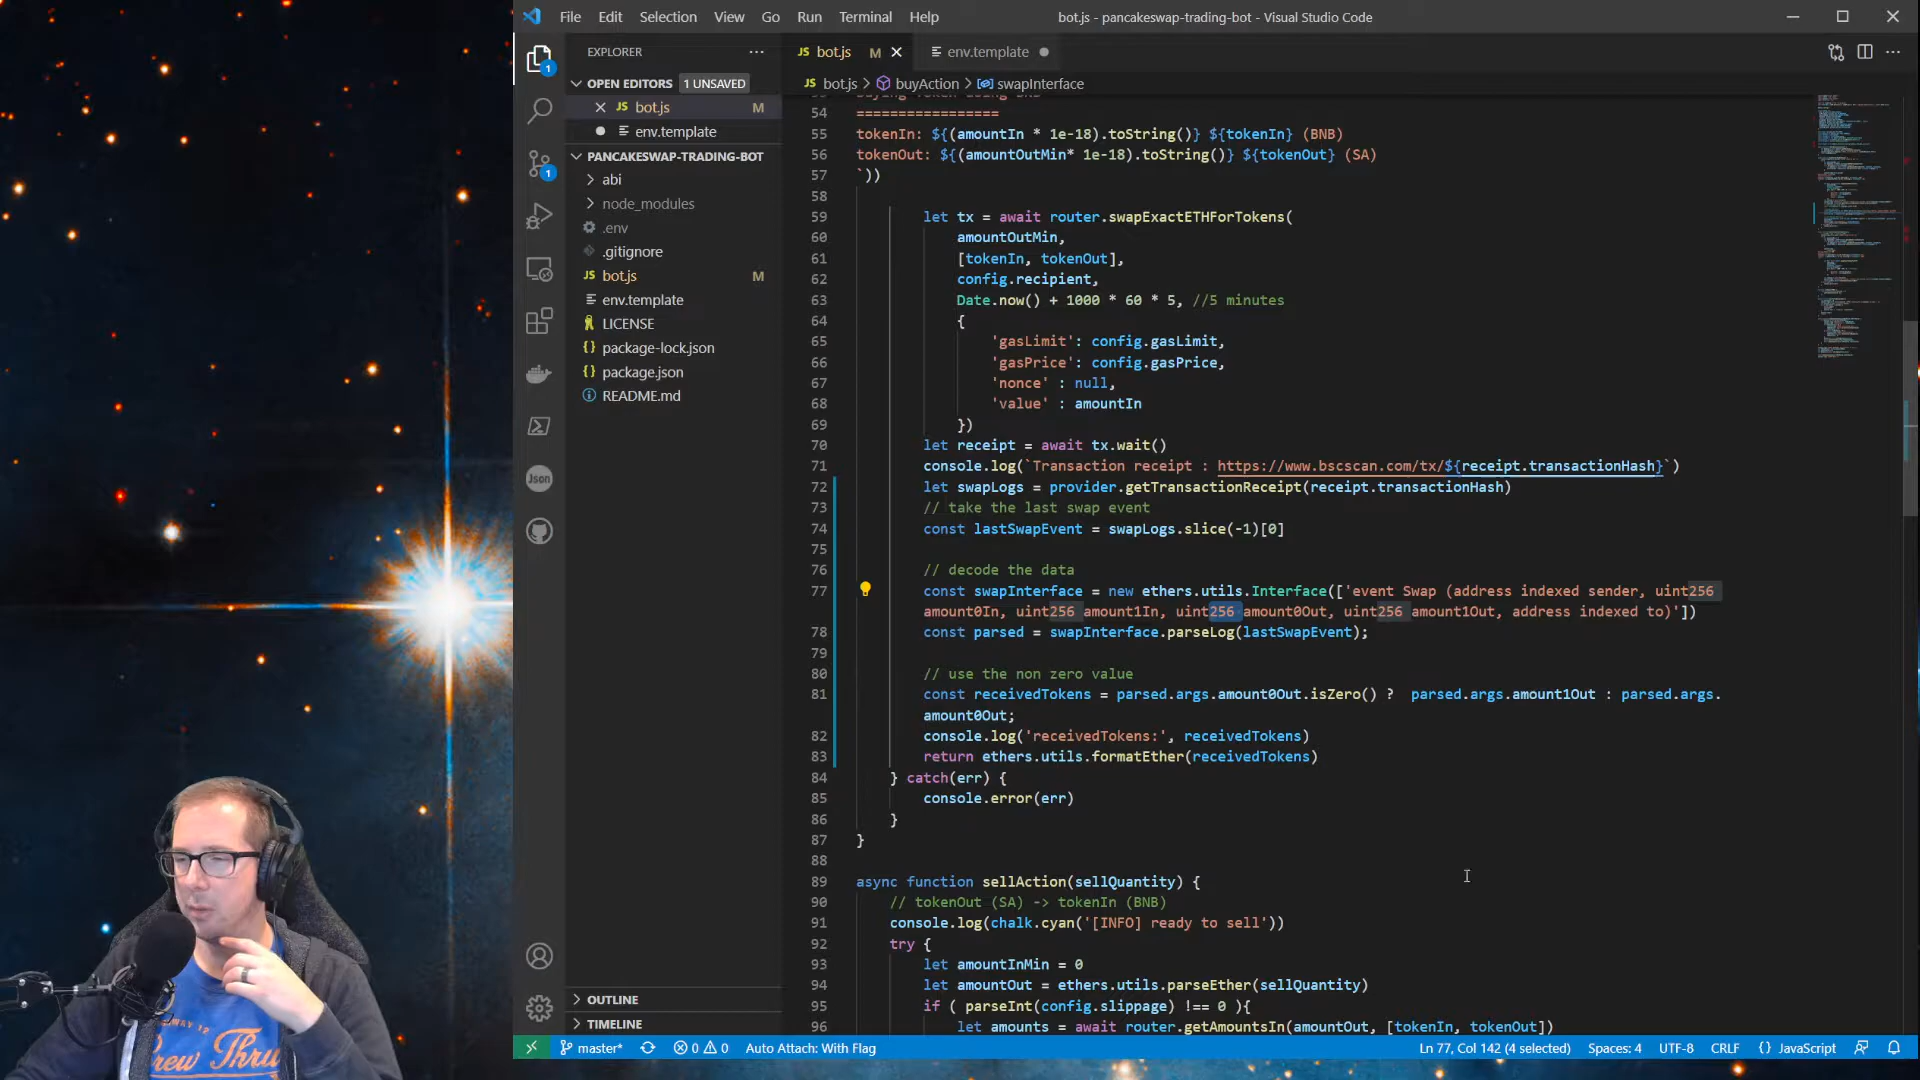 File Edit Selection View Go Run Terminal Help
bot.js - pancakeswap-trading-bot - Visual Studio Code
EXPLORER
JS bot.js M
env.template
OPEN EDITORS 1 UNSAVED
JS bot.js > buyAction > swapInterface
JS bot.js M
env.template
PANCAKESWAP-TRADING-BOT
abi
node_modules
.env
.gitignore
JS bot.js M
env.template
LICENSE
{} package-lock.json
{} package.json
README.md
1
1
Json
OUTLINE
TIMELINE
54 =================
55 tokenIn: ${(amountIn * 1e-18).toString()} ${tokenIn} (BNB)
56 tokenOut: ${(amountOutMin* 1e-18).toString()} ${tokenOut} (SA)
57 `))
58
59 let tx = await router.swapExactETHForTokens(
60 amountOutMin,
61 [tokenIn, tokenOut],
62 config.recipient,
63 Date.now() + 1000 * 60 * 5, //5 minutes
64 {
65 'gasLimit': config.gasLimit,
66 'gasPrice': config.gasPrice,
67 'nonce' : null,
68 'value' : amountIn
69 })
70 let receipt = await tx.wait()
71 console.log(`Transaction receipt : https://www.bscscan.com/tx/${receipt.transactionHash}`)
72 let swapLogs = provider.getTransactionReceipt(receipt.transactionHash)
73 // take the last swap event
74 const lastSwapEvent = swapLogs.slice(-1)[0]
75
76 // decode the data
77 const swapInterface = new ethers.utils.Interface(['event Swap (address indexed sender, uint256
amount0In, uint256 amount1In, uint256 amount0Out, uint256 amount1Out, address indexed to)'])
78 const parsed = swapInterface.parseLog(lastSwapEvent);
79
80 // use the non zero value
81 const receivedTokens = parsed.args.amount0Out.isZero() ?  parsed.args.amount1Out : parsed.args.
amount0Out;
82 console.log('receivedTokens:', receivedTokens)
83 return ethers.utils.formatEther(receivedTokens)
84 } catch(err) {
85 console.error(err)
86 }
87 }
88
89 async function sellAction(sellQuantity) {
90 // tokenOut (SA) -> tokenIn (BNB)
91 console.log(chalk.cyan('[INFO] ready to sell'))
92 try {
93 let amountInMin = 0
94 let amountOut = ethers.utils.parseEther(sellQuantity)
95 if ( parseInt(config.slippage) !== 0 ){
96 let amounts = await router.getAmountsIn(amountOut, [tokenIn, tokenOut])
master* 0 0 Auto Attach: With Flag
Ln 77, Col 142 (4 selected) Spaces: 4 UTF-8 CRLF {} JavaScript